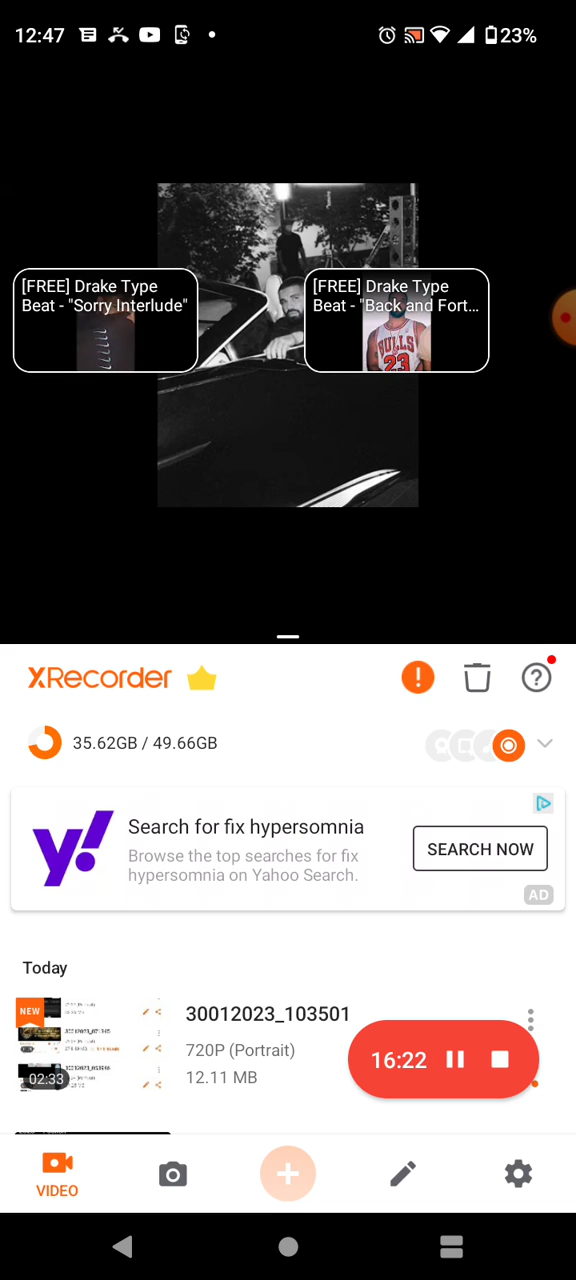 12:47
23%
[FREE] Drake Type
Beat - "Sorry Interlude"
[FREE] Drake Type
Beat - "Back and Fort...
BULLS
23
XRecorder
35.62GB / 49.66GB
y!
Search for fix hypersomnia
Browse the top searches for fix
hypersomnia on Yahoo Search.
SEARCH NOW
AD
Today
NEW
02:33
30012023_103501
720P (Portrait)
12.11 MB
16:22
VIDEO